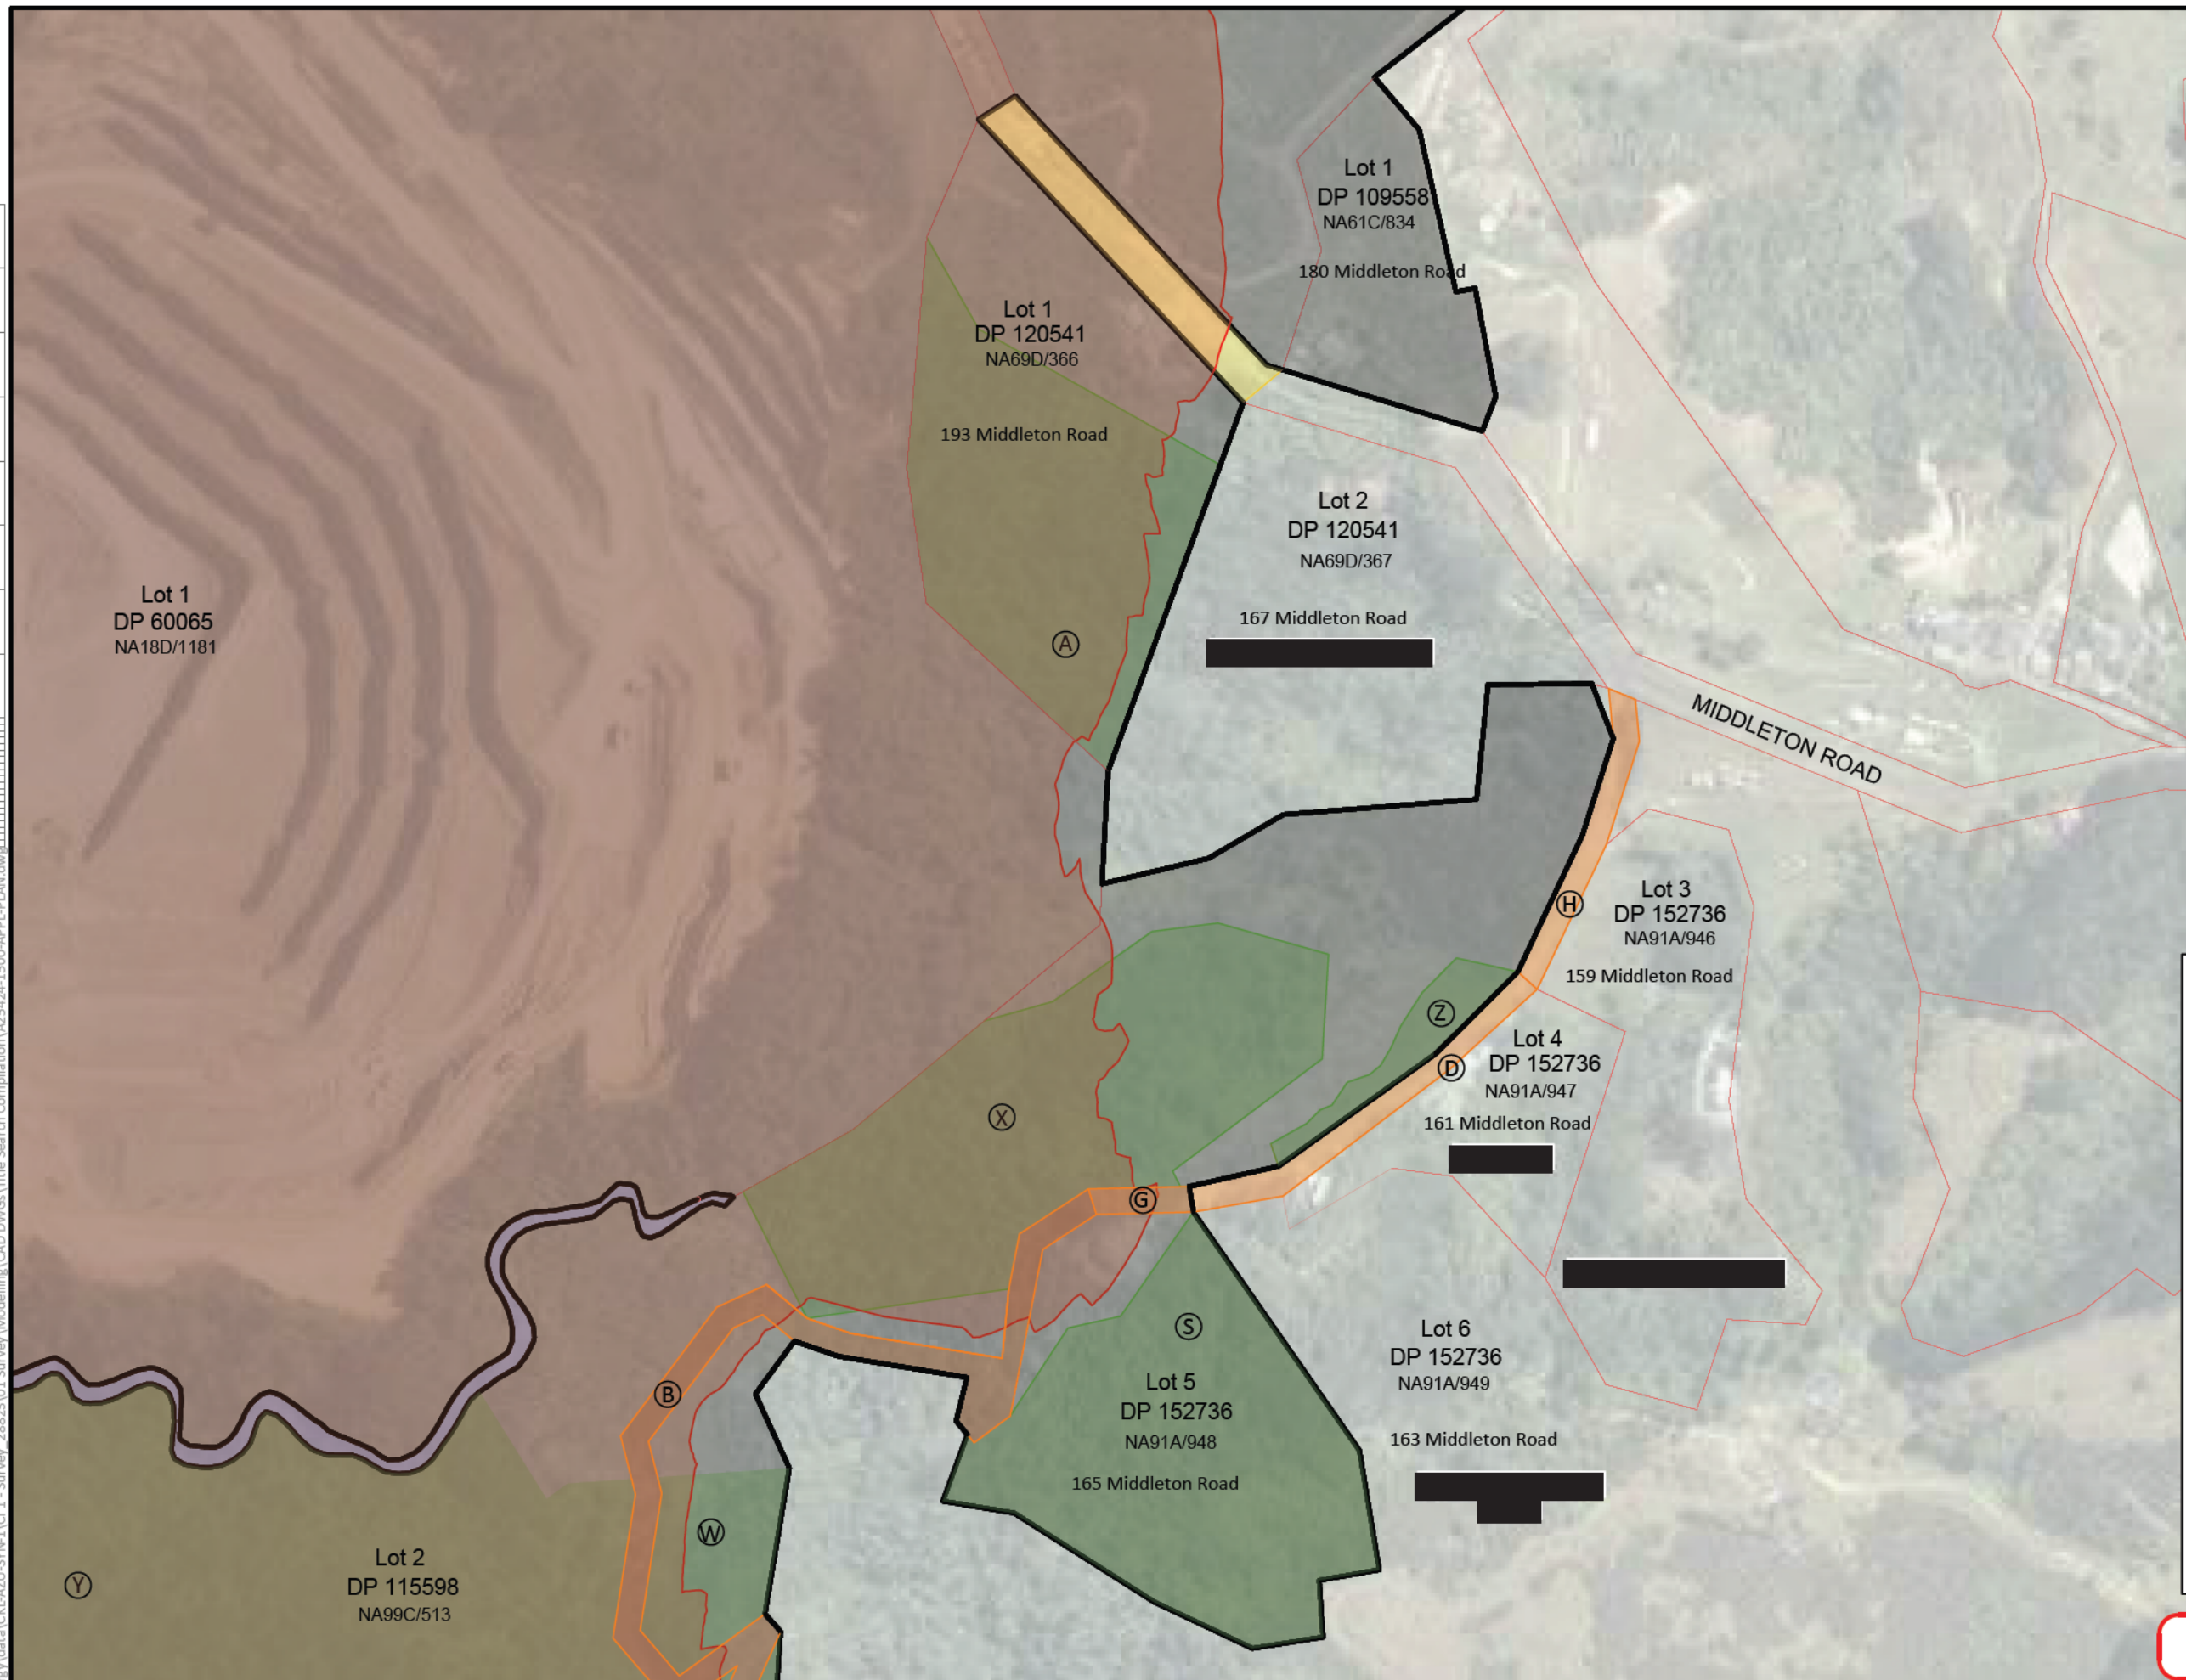 Lot 1
DP 109558
NA61C/834
180 Middleton Road
Lot 1
DP 120541
NA69D/366
193 Middleton Road
Lot 2
DP 120541
NA69D/367
167 Middleton Road
Lot 1
DP 60065
NA18D/1181
A
MIDDLETON ROAD
H
Lot 3
DP 152736
NA91A/946
159 Middleton Road
Z
D
Lot 4
DP 152736
NA91A/947
161 Middleton Road
X
G
S
B
Lot 5
DP 152736
NA91A/948
165 Middleton Road
Lot 6
DP 152736
NA91A/949
163 Middleton Road
W
Y
Lot 2
DP 115598
NA99C/513